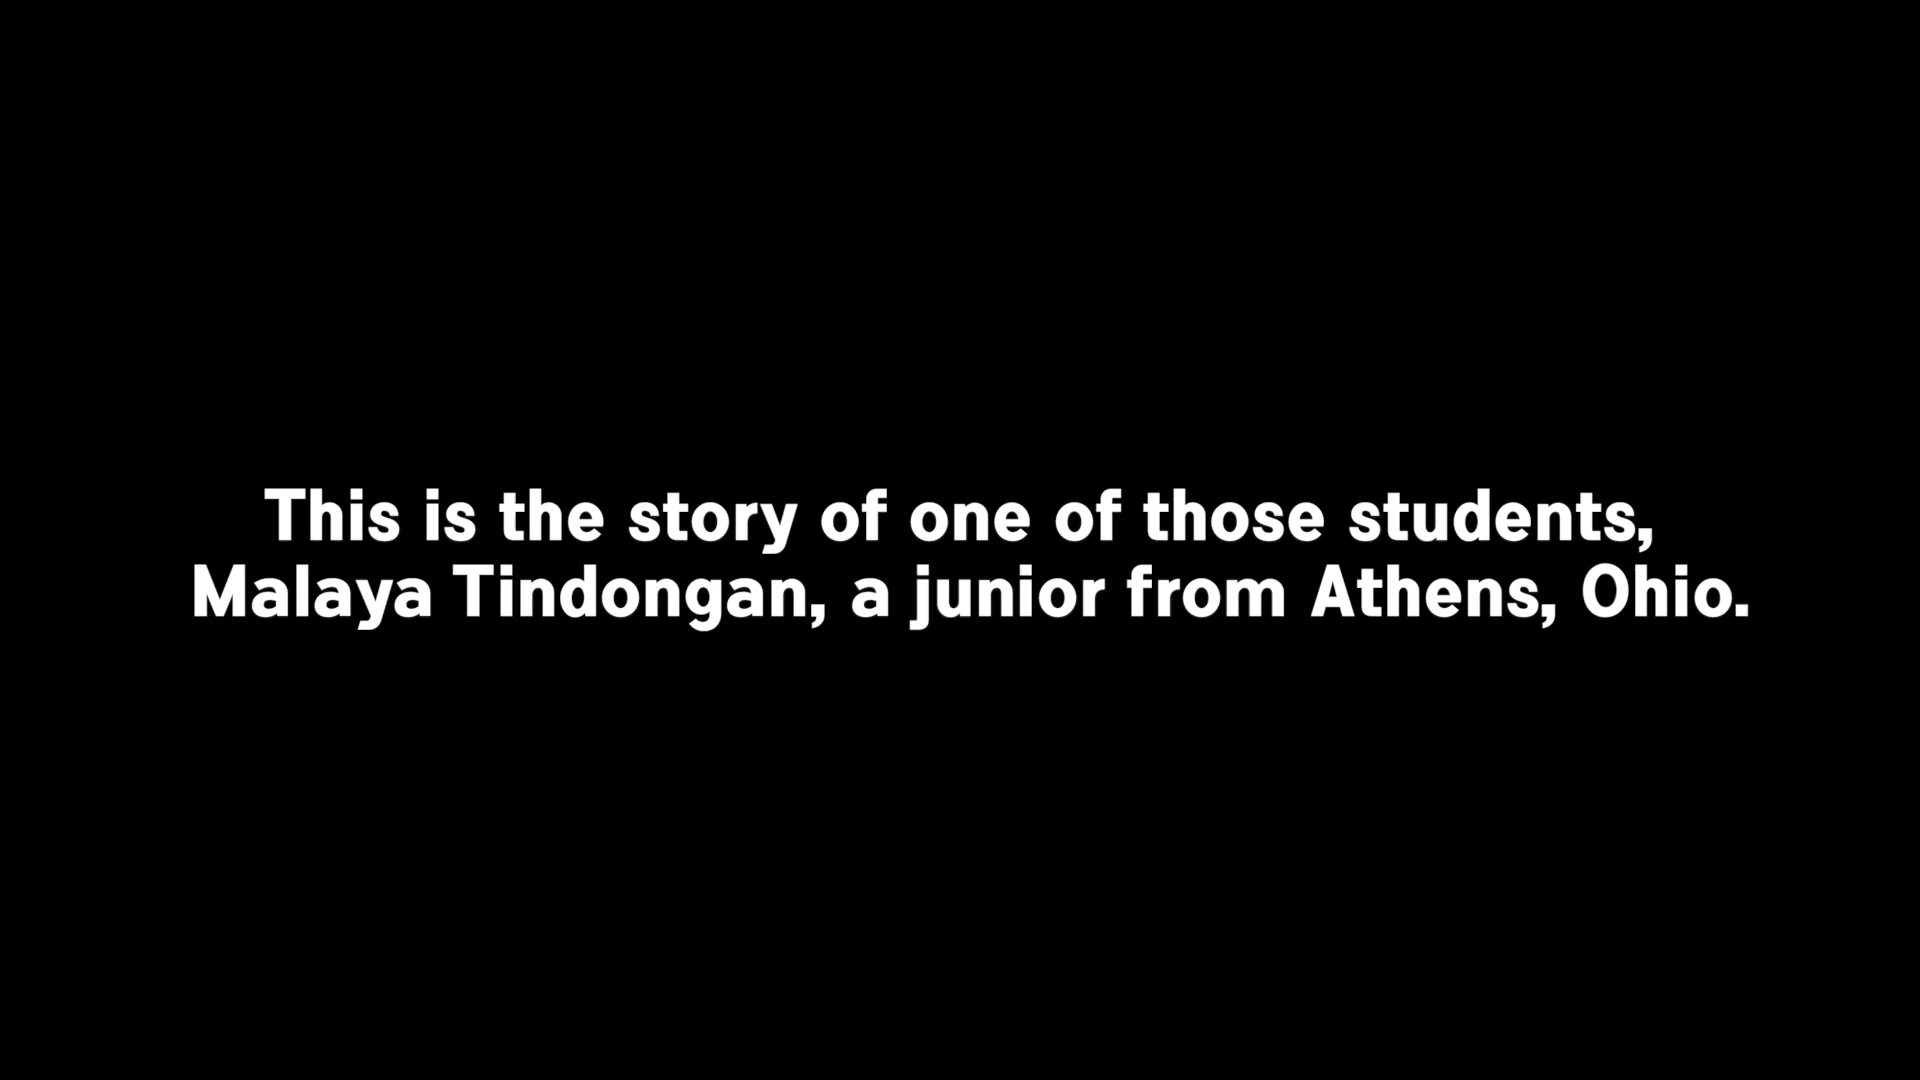 This is the story of one of those students,
Malaya Tindongan, a junior from Athens, Ohio.